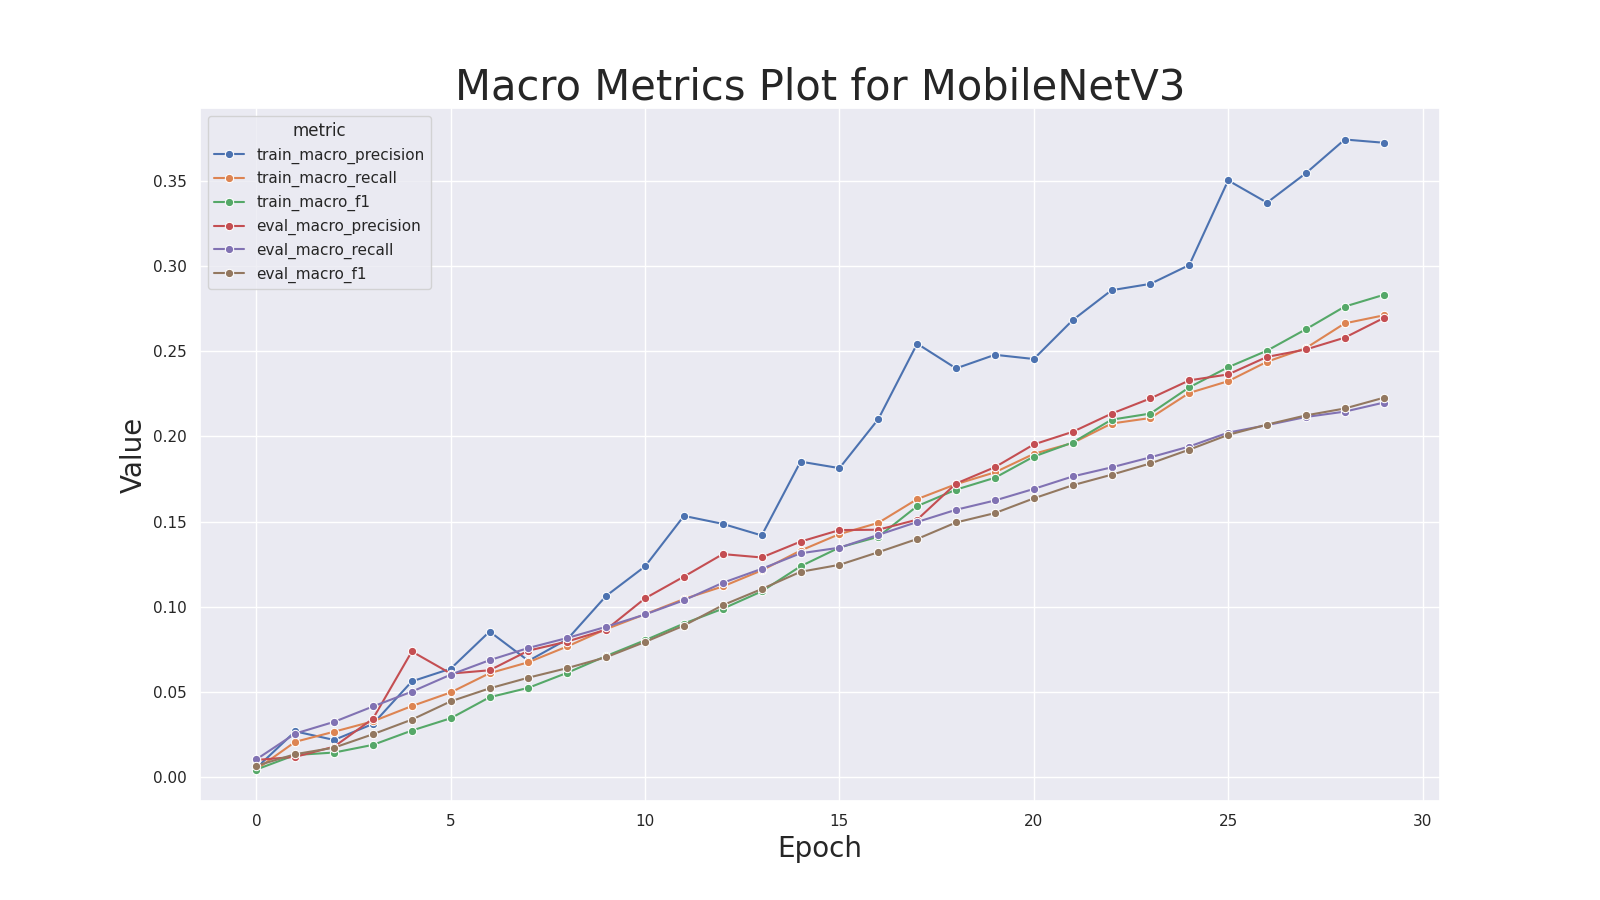 Macro Metrics Plot for MobileNetV3
metric
train_macro_precision
train_macro_recall
train_macro_f1
eval_macro_precision
eval_macro_recall
eval_macro_f1
0.35
0.30
0.25
0.20
0.15
0.10
0.05
0.00
Value
0 5 10 15 20 25 30
Epoch